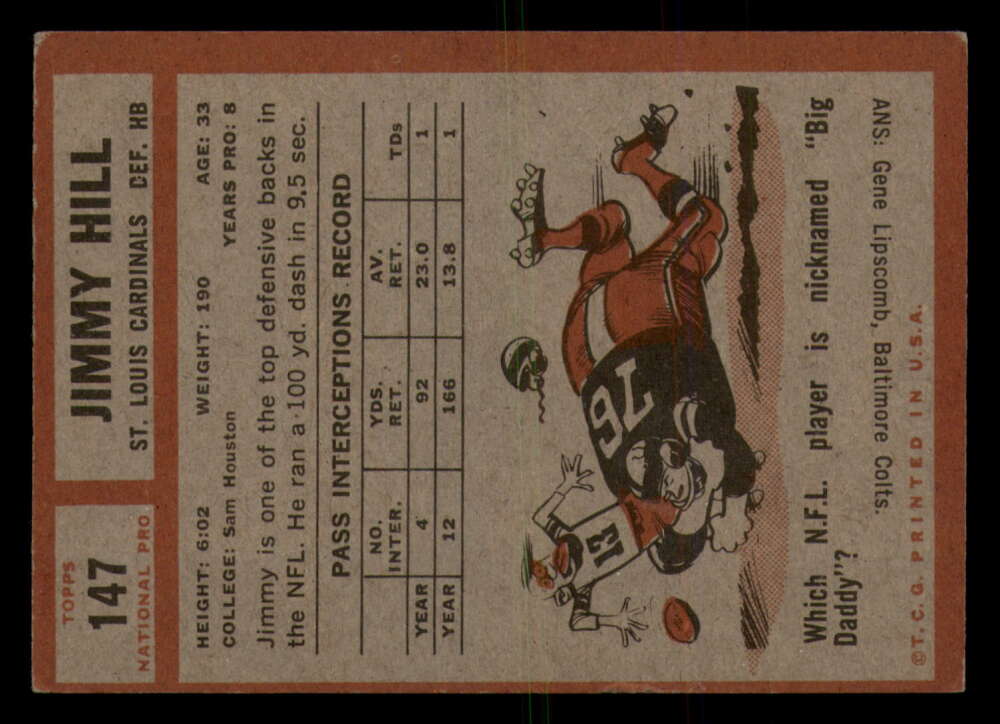 TOPPS
147
NATIONAL PRO
JIMMY HILL
ST. LOUIS CARDINALS DEF. HB
HEIGHT: 6:02 WEIGHT: 190 AGE: 33
COLLEGE: Sam Houston YEARS PRO: 8
Jimmy is one of the top defensive backs in
the NFL. He ran a 100 yd. dash in 9.5 sec.
PASS INTERCEPTIONS RECORD
NO. INTER. YDS. RET. AV. RET. TDs
YEAR 4 92 23.0 1
YEAR 12 166 13.8 1
13
76
Which N.F.L. player is nicknamed "Big
Daddy"?
ANS: Gene Lipscomb, Baltimore Colts.
©T.C.G. PRINTED IN U.S.A.